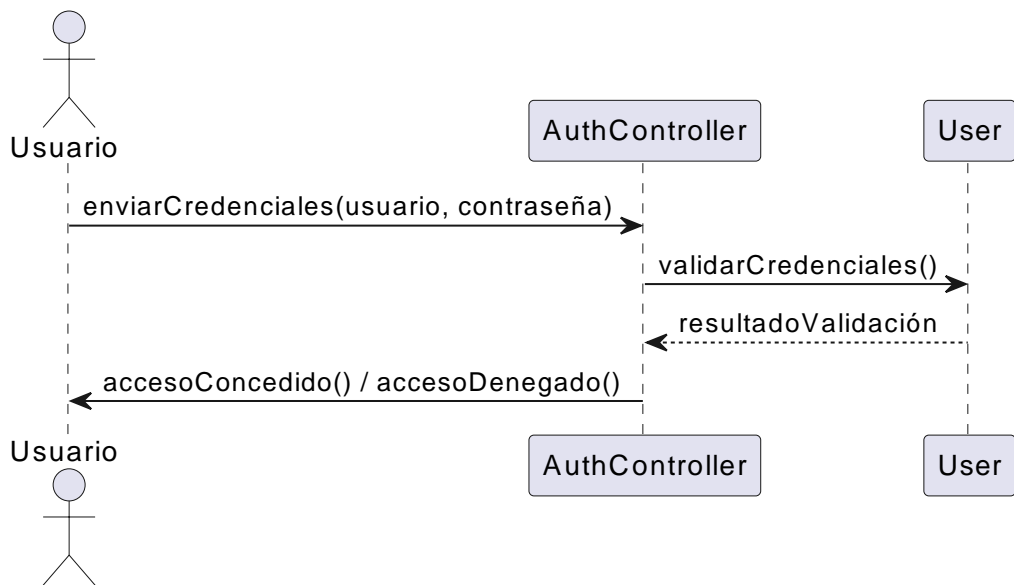 Usuario
AuthController
User
enviarCredenciales(usuario, contraseña)
validarCredenciales()
resultadoValidación
accesoConcedido() / accesoDenegado()
Usuario
AuthController
User